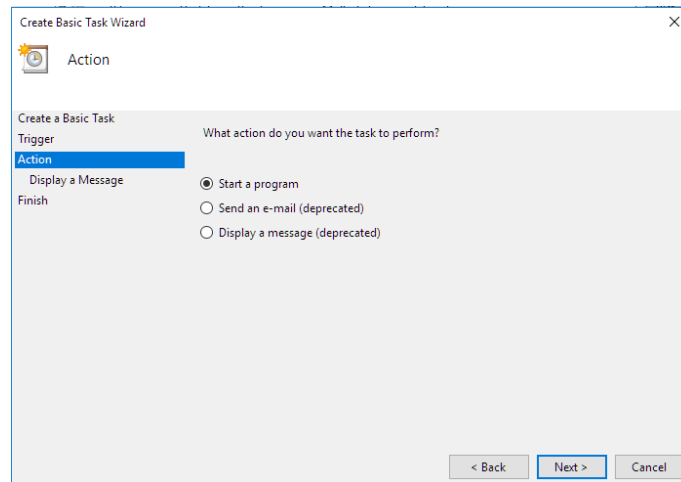 Create Basic Task Wizard
Action
Create a Basic Task
Trigger
Action
Display a Message
Finish
What action do you want the task to perform?
Start a program
Send an e-mail (deprecated)
Display a message (deprecated)
< Back
Next >
Cancel